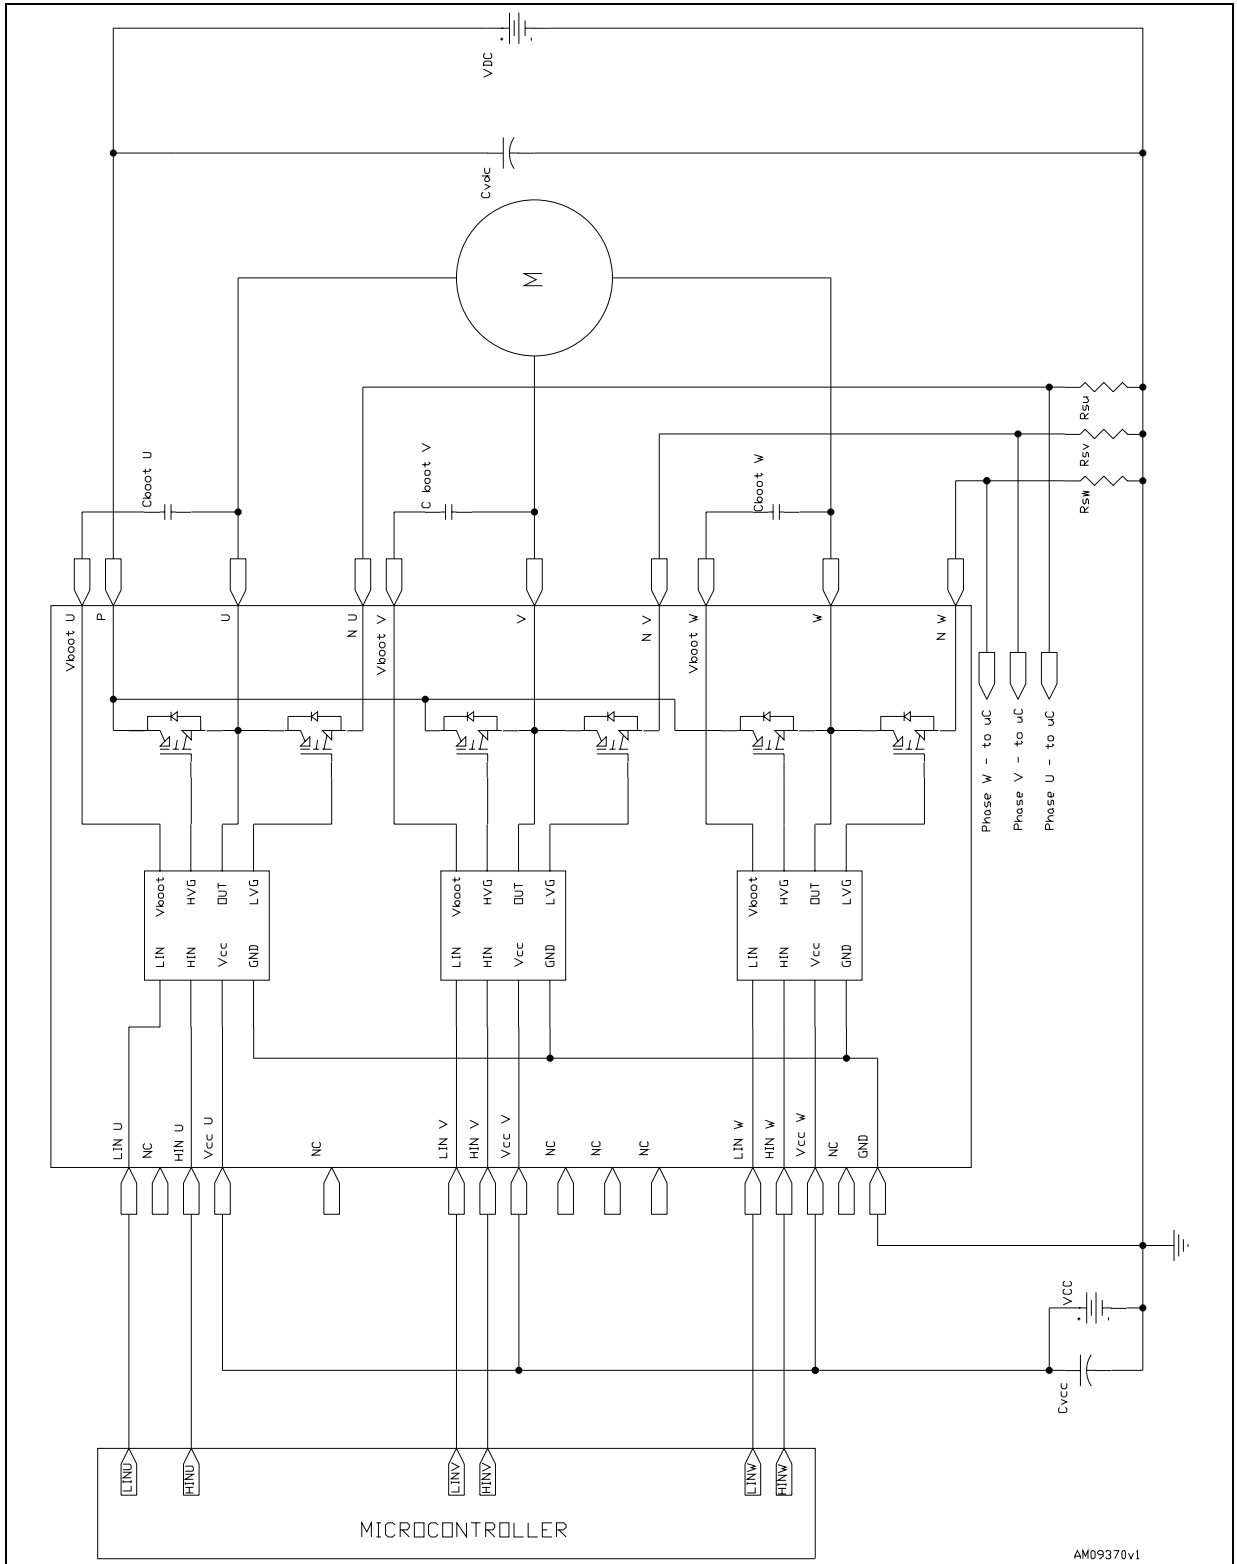 VDC
Cvdc
M
Rsu
Rsv
Rsw
Cboot U
C boot V
Cboot W
Vboot U
P
U
N U
Vboot V
V
N V
Vboot W
W
N W
Phase W - to uC
Phase V - to uC
Phase U - to uC
Vboot
HVG
OUT
LVG
LIN
HIN
Vcc
GND
Vboot
HVG
OUT
LVG
LIN
HIN
Vcc
GND
Vboot
HVG
OUT
LVG
LIN
HIN
Vcc
GND
LIN U
NC
HIN U
Vcc U
NC
LIN V
HIN V
Vcc V
NC
NC
NC
LIN W
HIN W
Vcc W
NC
GND
VCC
Cvcc
LINU
HINU
LINV
HINV
LINW
HINW
MICROCONTROLLER
AM09370v1